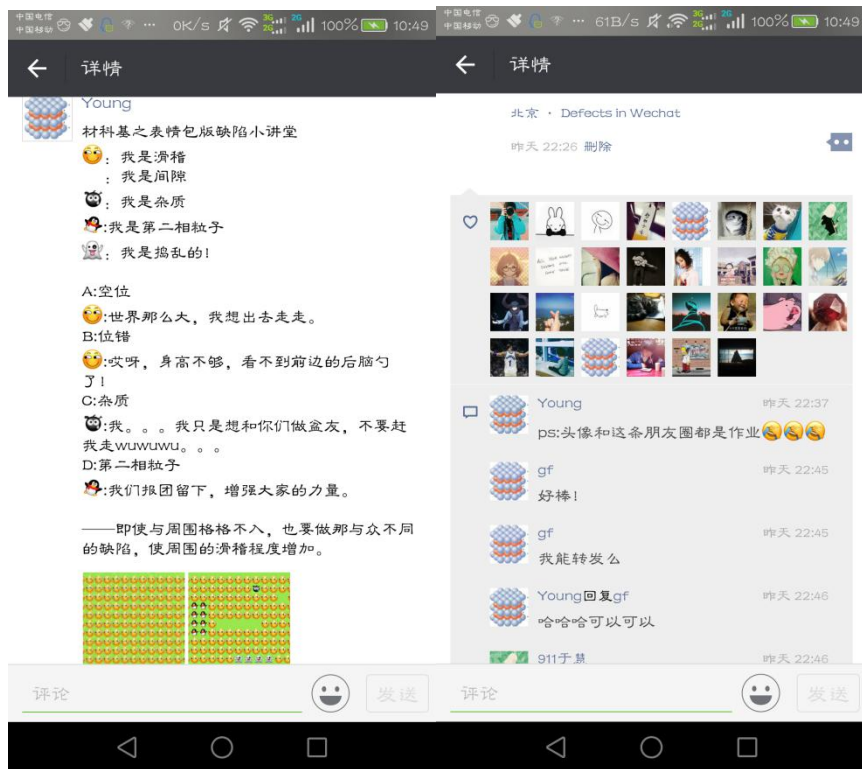 中国电信
中国移动
... 0K/s 3G 2G 2G 100% 10:49
详情
Young
材科基之表情包版缺陷小讲堂
：我是滑稽
：我是间隙
：我是杂质
:我是第二相粒子
：我是捣乱的!
A:空位
:世界那么大，我想出去走走。
B:位错
:哎呀，身高不够，看不到前边的后脑勺
了!
C:杂质
:我。。。我只是想和你们做盆友，不要赶
我走wuwuwu。。。
D:第二相粒子
:我们报团留下，增强大家的力量。
——即使与周围格格不入，也要做那与众不同
的缺陷，使周围的滑稽程度增加。
评论
发送
中国电信
中国移动
... 61B/s 3G 2G 2G 100% 10:49
详情
北京 · Defects in Wechat
昨天 22:26 删除
Young 昨天 22:37
ps:头像和这条朋友圈都是作业
gf 昨天 22:45
好棒!
gf 昨天 22:45
我能转发么
Young回复gf 昨天 22:46
哈哈哈可以可以
911于慧 昨天 22:46
评论
发送